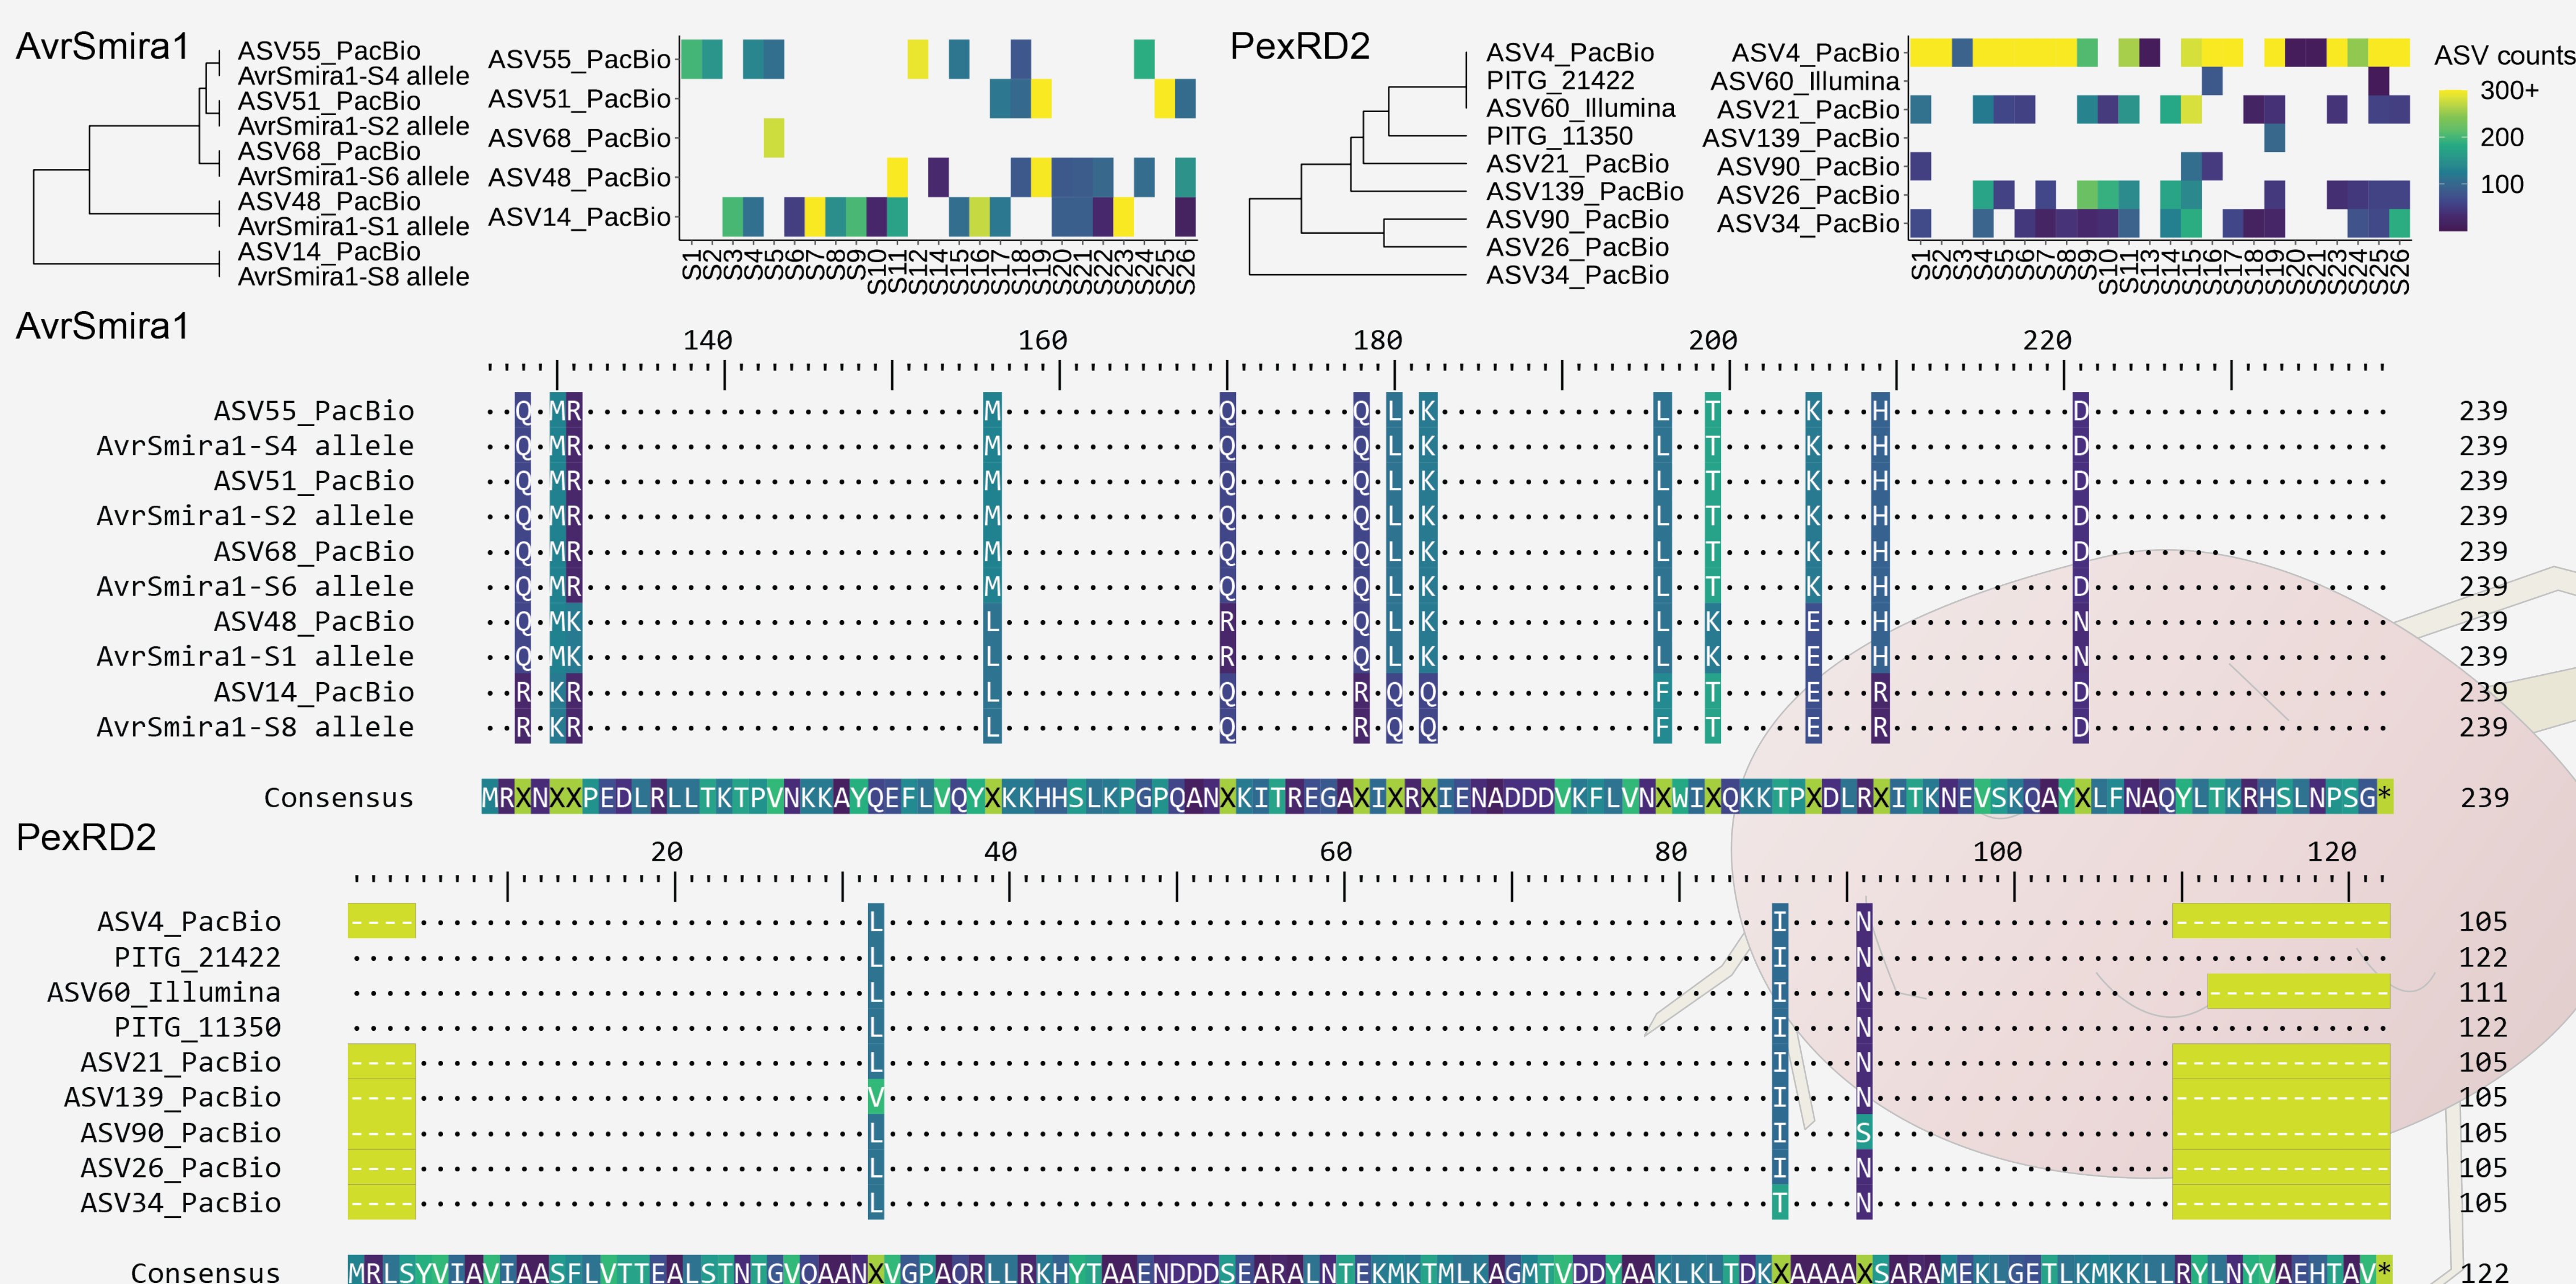 AvrSmira1
ASV55_PacBio
AvrSmira1-S4 allele
ASV51_PacBio
AvrSmira1-S2 allele
ASV68_PacBio
AvrSmira1-S6 allele
ASV48_PacBio
AvrSmira1-S1 allele
ASV14_PacBio
AvrSmira1-S8 allele
ASV55_PacBio
ASV51_PacBio
ASV68_PacBio
ASV48_PacBio
ASV14_PacBio
S1 S2 S3 S4 S5 S6 S7 S8 S9 S10 S11 S12 S14 S15 S16 S17 S18 S19 S20 S21 S22 S23 S24 S25 S26
PexRD2
ASV4_PacBio
PITG_21422
ASV60_Illumina
PITG_11350
ASV21_PacBio
ASV139_PacBio
ASV90_PacBio
ASV26_PacBio
ASV34_PacBio
ASV4_PacBio
ASV60_Illumina
ASV21_PacBio
ASV139_PacBio
ASV90_PacBio
ASV26_PacBio
ASV34_PacBio
S1 S2 S3 S4 S5 S6 S7 S8 S9 S10 S11 S13 S14 S15 S16 S17 S18 S19 S20 S21 S23 S24 S25 S26
ASV counts
300+
200
100
AvrSmira1
140 160 180 200 220
ASV55_PacBio Q MR M Q Q L K L T K H D 239
AvrSmira1-S4 allele Q MR M Q Q L K L T K H D 239
ASV51_PacBio Q MR M Q Q L K L T K H D 239
AvrSmira1-S2 allele Q MR M Q Q L K L T K H D 239
ASV68_PacBio Q MR M Q Q L K L T K H D 239
AvrSmira1-S6 allele Q MR M Q Q L K L T K H D 239
ASV48_PacBio Q MK L R Q L K L K E H N 239
AvrSmira1-S1 allele Q MK L R Q L K L K E H N 239
ASV14_PacBio R KR L Q R Q Q F T E R D 239
AvrSmira1-S8 allele R KR L Q R Q Q F T E R D 239
Consensus MRXNXXPEDLRLLTKTPVNKKAYQEFLVQYXKKHHSLKPGPQANXKITREGAXIXRXIENADDDVKFLVNXWIXQKKTPXDLRXITKNEVSKQAYXLFNAQYLTKRHSLNPSG* 239
PexRD2
20 40 60 80 100 120
ASV4_PacBio ---- L I N ------------- 105
PITG_21422 L I N 122
ASV60_Illumina L I N ----------- 111
PITG_11350 L I N 122
ASV21_PacBio ---- L I N ------------- 105
ASV139_PacBio ---- V I N ------------- 105
ASV90_PacBio ---- L I S ------------- 105
ASV26_PacBio ---- L I N ------------- 105
ASV34_PacBio ---- L T N ------------- 105
Consensus MRLSYVIAVIAASFLVTTEALSTNTGVQAANXVGPAQRLLRKHYTAAENDDDSEARALNTEKMKTMLKAGMTVDDYAAKLKLTDKXAAAAXSARAMEKLGETLKMKKLLRYLNYVAEHTAV* 122